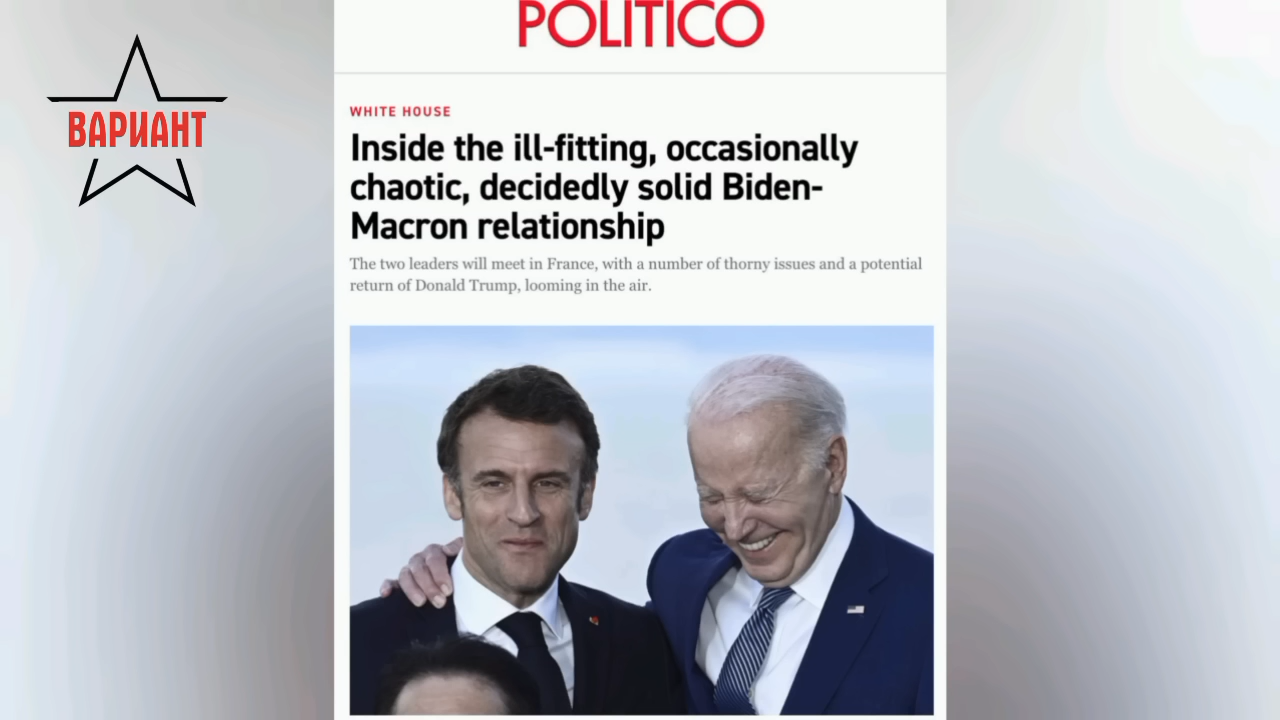 POLITICO
ВАРИАНТ
WHITE HOUSE
Inside the ill-fitting, occasionally
chaotic, decidedly solid Biden-
Macron relationship
The two leaders will meet in France, with a number of thorny issues and a potential
return of Donald Trump, looming in the air.